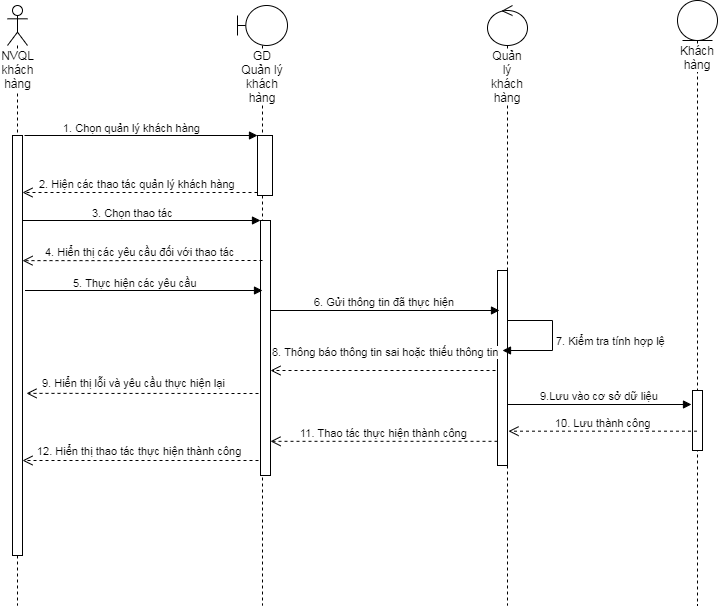 NVQL
khách
hàng
GD
Quản lý
khách
hàng
Quản
lý
khách
hàng
Khách
hàng
1. Chọn quản lý khách hàng
2. Hiện các thao tác quản lý khách hàng
3. Chọn thao tác
4. Hiển thị các yêu cầu đối với thao tác
5. Thực hiện các yêu cầu
6. Gửi thông tin đã thực hiện
7. Kiểm tra tính hợp lệ
8. Thông báo thông tin sai hoặc thiếu thông tin
9. Hiển thị lỗi và yêu cầu thực hiện lại
9.Lưu vào cơ sở dữ liệu
10. Lưu thành công
11. Thao tác thực hiện thành công
12. Hiển thị thao tác thực hiện thành công